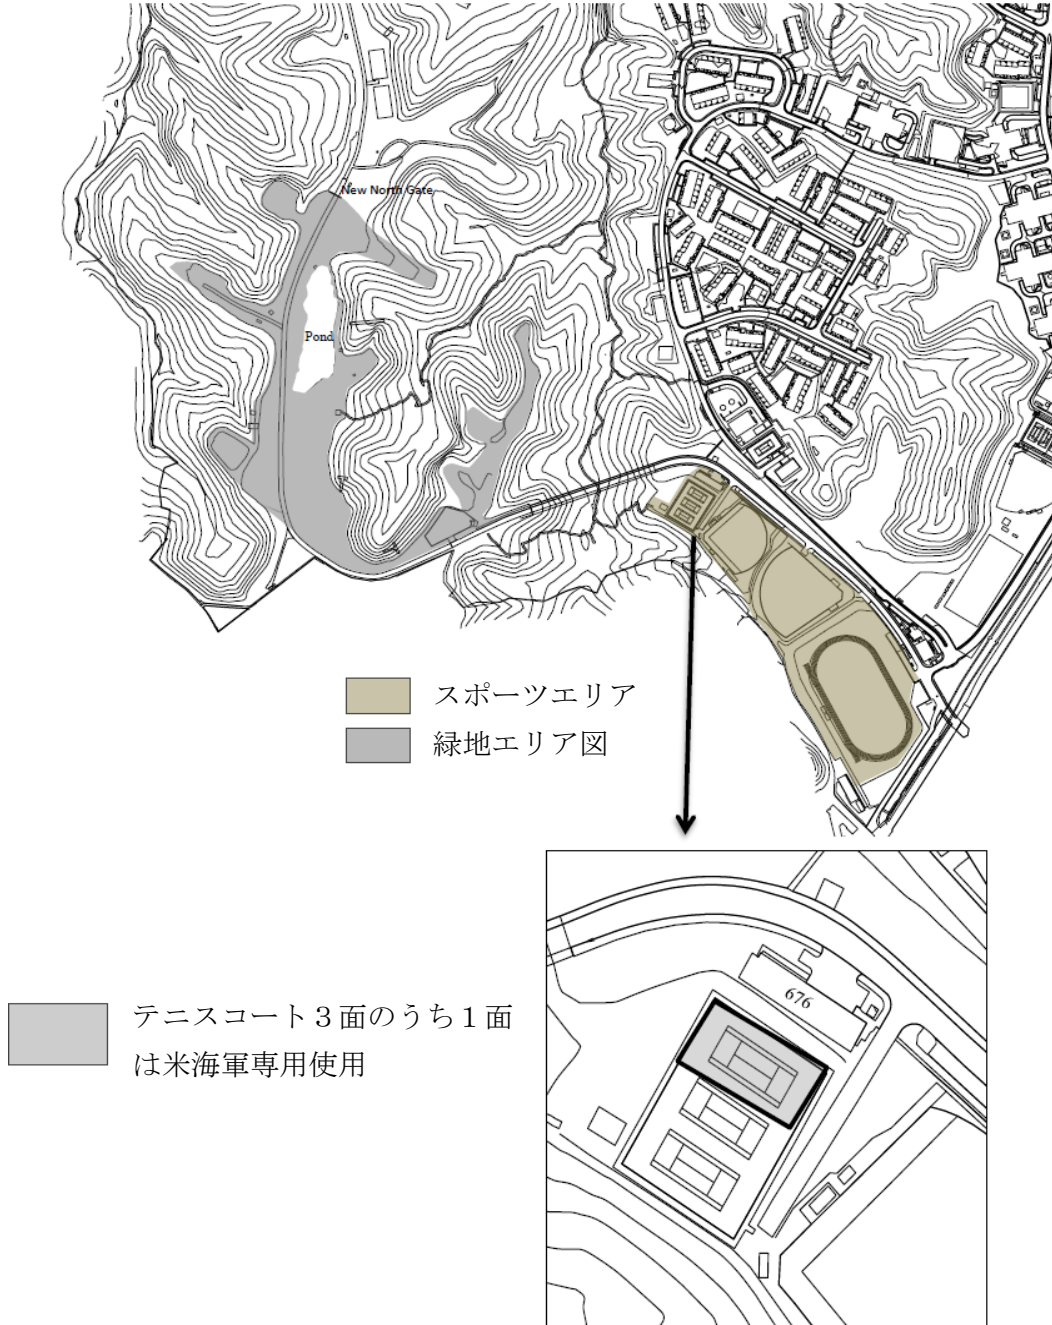 New North Gate
Pond
スポーツエリア
緑地エリア図
676
テニスコート３面のうち１面
は米海軍専用使用